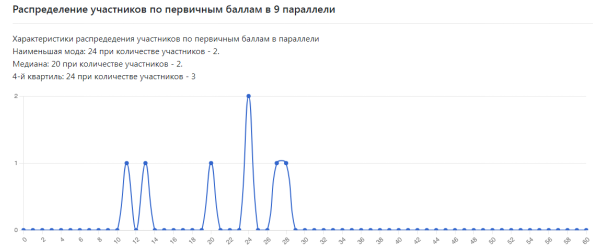 Распределение участников по первичным баллам в 9 параллели
Характеристики распредедения участников по первичным баллам в параллели
Наименьшая мода: 24 при количестве участников - 2,
Медиана: 20 при количестве участников - 2,
4-й квартиль: 24 при количестве участников - 3
2
1
0
0 2 4 6 8 10 12 14 16 18 20 22 24 26 28 30 32 34 36 38 40 42 44 46 48 50 52 54 56 58 60